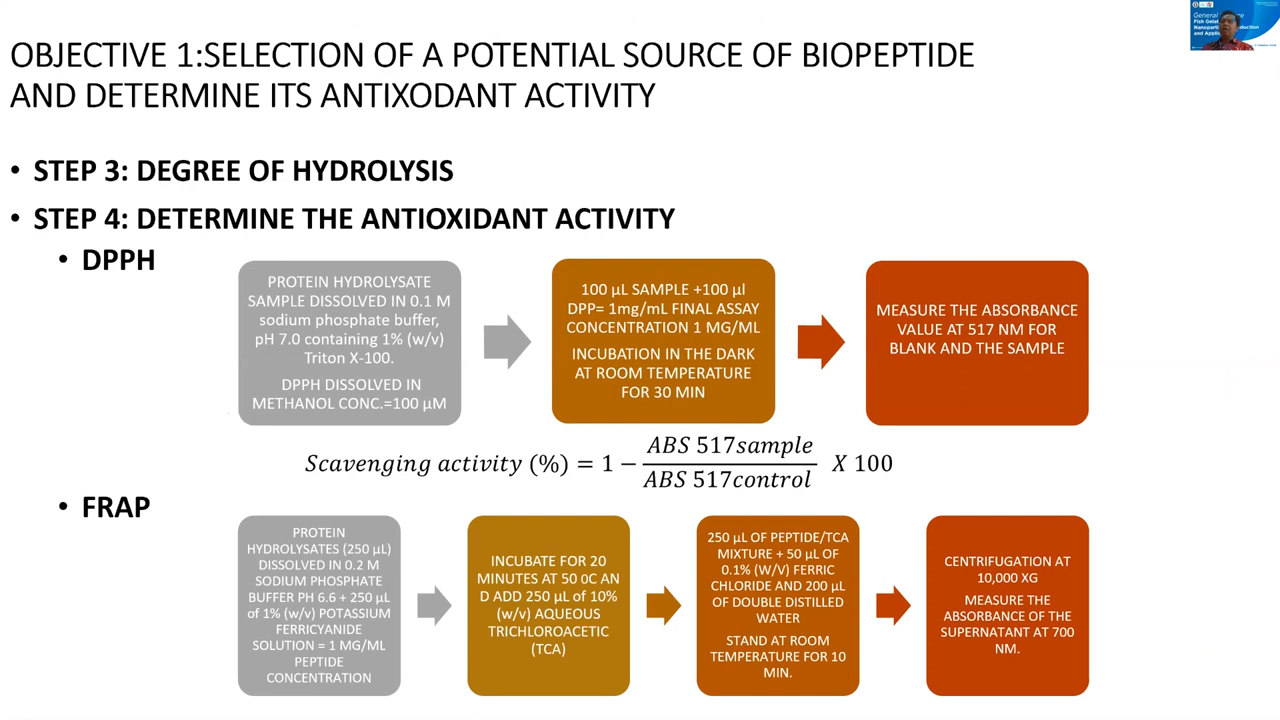 OBJECTIVE 1:SELECTION OF A POTENTIAL SOURCE OF BIOPEPTIDE
AND DETERMINE ITS ANTIXODANT ACTIVITY
• STEP 3: DEGREE OF HYDROLYSIS
• STEP 4: DETERMINE THE ANTIOXIDANT ACTIVITY
• DPPH
PROTEIN HYDROLYSATE
SAMPLE DISSOLVED IN 0.1 M
sodium phosphate buffer,
pH 7.0 containing 1% (w/v)
Triton X-100.
DPPH DISSOLVED IN
METHANOL CONC.=100 µM
100 µL SAMPLE +100 µl
DPP= 1mg/mL FINAL ASSAY
CONCENTRATION 1 MG/ML
INCUBATION IN THE DARK
AT ROOM TEMPERATURE
FOR 30 MIN
MEASURE THE ABSORBANCE
VALUE AT 517 NM FOR
BLANK AND THE SAMPLE
Scavenging activity (%) = 1 − ABS 517sample / ABS 517control X 100
• FRAP
PROTEIN
HYDROLYSATES (250 µL)
DISSOLVED IN 0.2 M
SODIUM PHOSPHATE
BUFFER PH 6.6 + 250 µL
of 1% (w/v) POTASSIUM
FERRICYANIDE
SOLUTION = 1 MG/ML
PEPTIDE
CONCENTRATION
INCUBATE FOR 20
MINUTES AT 50 0C AN
D ADD 250 µL of 10%
(w/v) AQUEOUS
TRICHLOROACETIC
(TCA)
250 µL OF PEPTIDE/TCA
MIXTURE + 50 µL OF
0.1% (W/V) FERRIC
CHLORIDE AND 200 µL
OF DOUBLE DISTILLED
WATER
STAND AT ROOM
TEMPERATURE FOR 10
MIN.
CENTRIFUGATION AT
10,000 XG
MEASURE THE
ABSORBANCE OF THE
SUPERNATANT AT 700
NM.